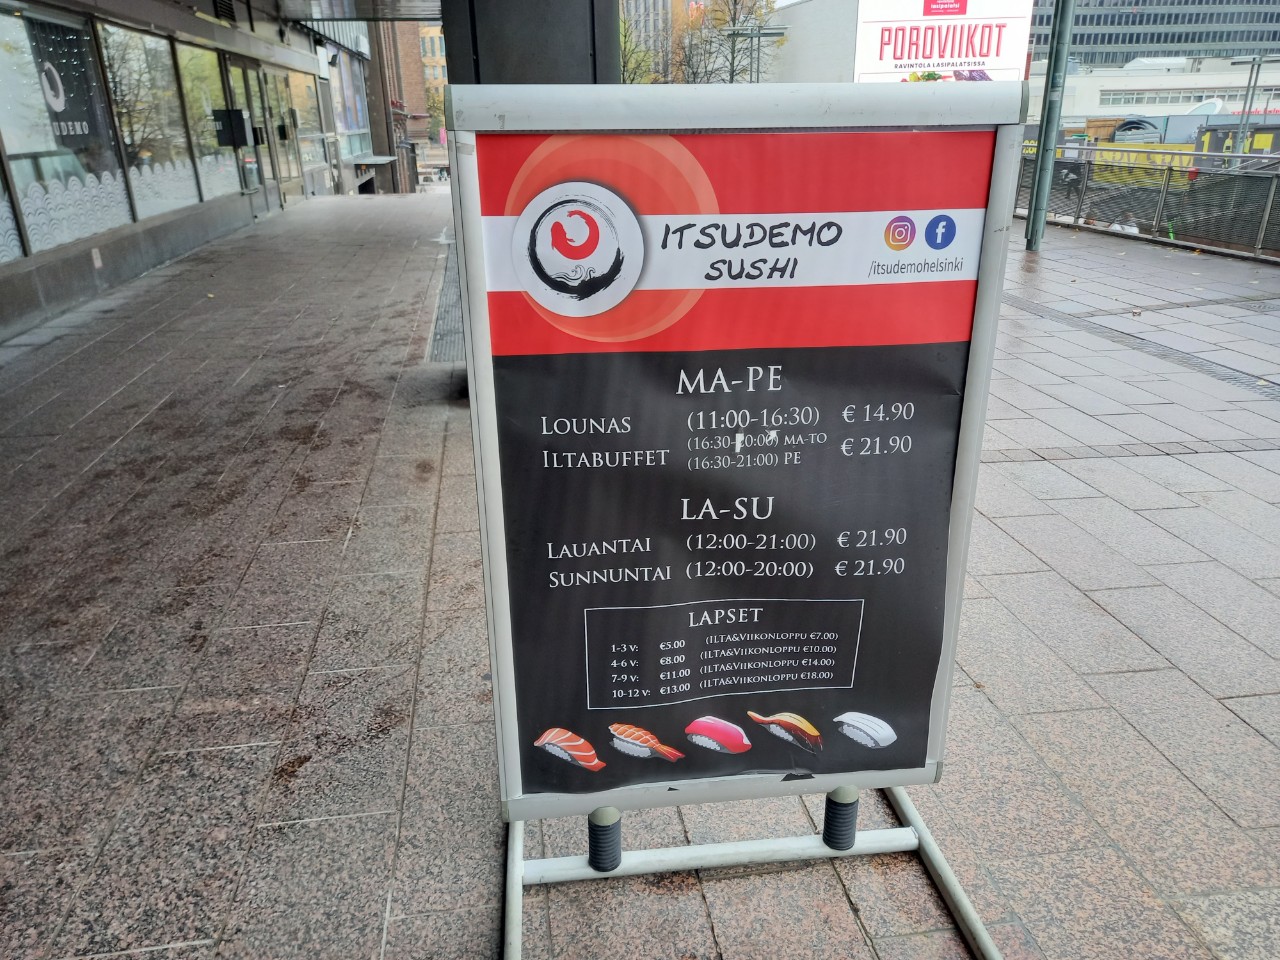 lasipalatsi
POROVIIKOT
RAVINTOLA LASIPALATSISSA
UDEMO
ITSUDEMO
SUSHI
/itsudemohelsinki
MA-PE
LOUNAS (11:00-16:30) € 14.90
ILTABUFFET (16:30-20:00) MA-TO € 21.90
(16:30-21:00) PE
LA-SU
LAUANTAI (12:00-21:00) € 21.90
SUNNUNTAI (12:00-20:00) € 21.90
LAPSET
1-3 V: €5.00 (ILTA&VIIKONLOPPU €7.00)
4-6 V: €8.00 (ILTA&VIIKONLOPPU €10.00)
7-9 V: €11.00 (ILTA&VIIKONLOPPU €14.00)
10-12 V: €13.00 (ILTA&VIIKONLOPPU €18.00)